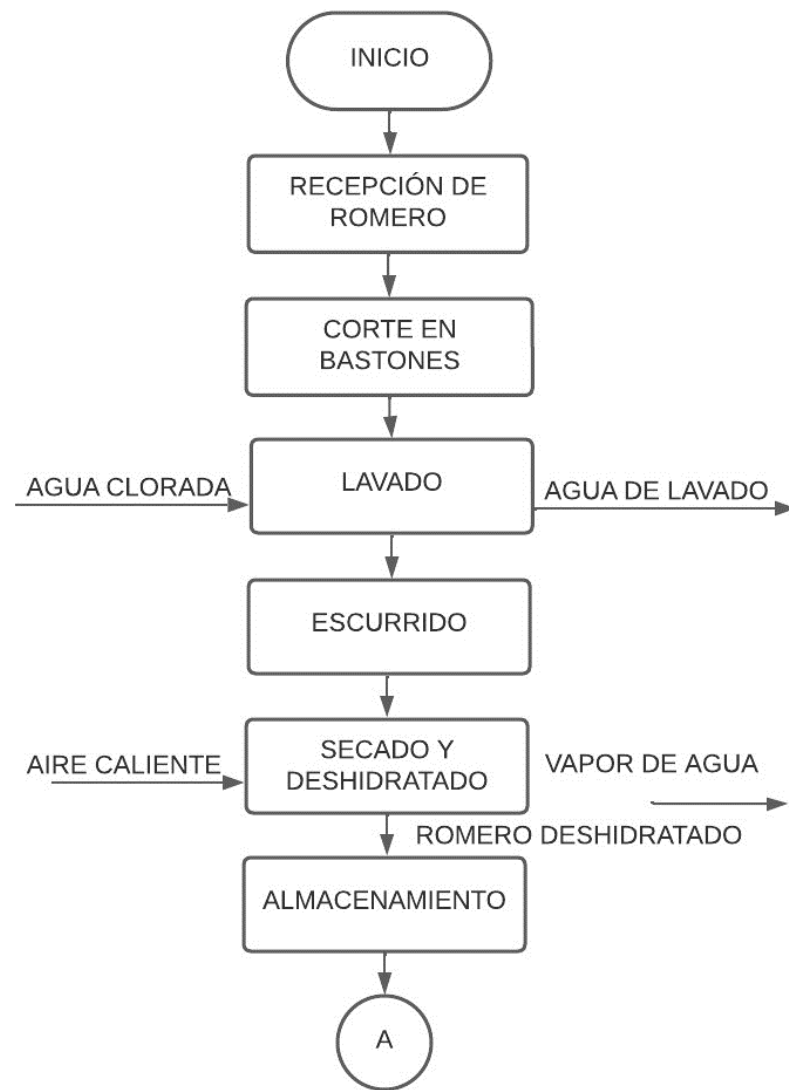 INICIO
RECEPCIÓN DE
ROMERO
CORTE EN
BASTONES
AGUA CLORADA
LAVADO
AGUA DE LAVADO
ESCURRIDO
AIRE CALIENTE
SECADO Y
DESHIDRATADO
VAPOR DE AGUA
ROMERO DESHIDRATADO
ALMACENAMIENTO
A